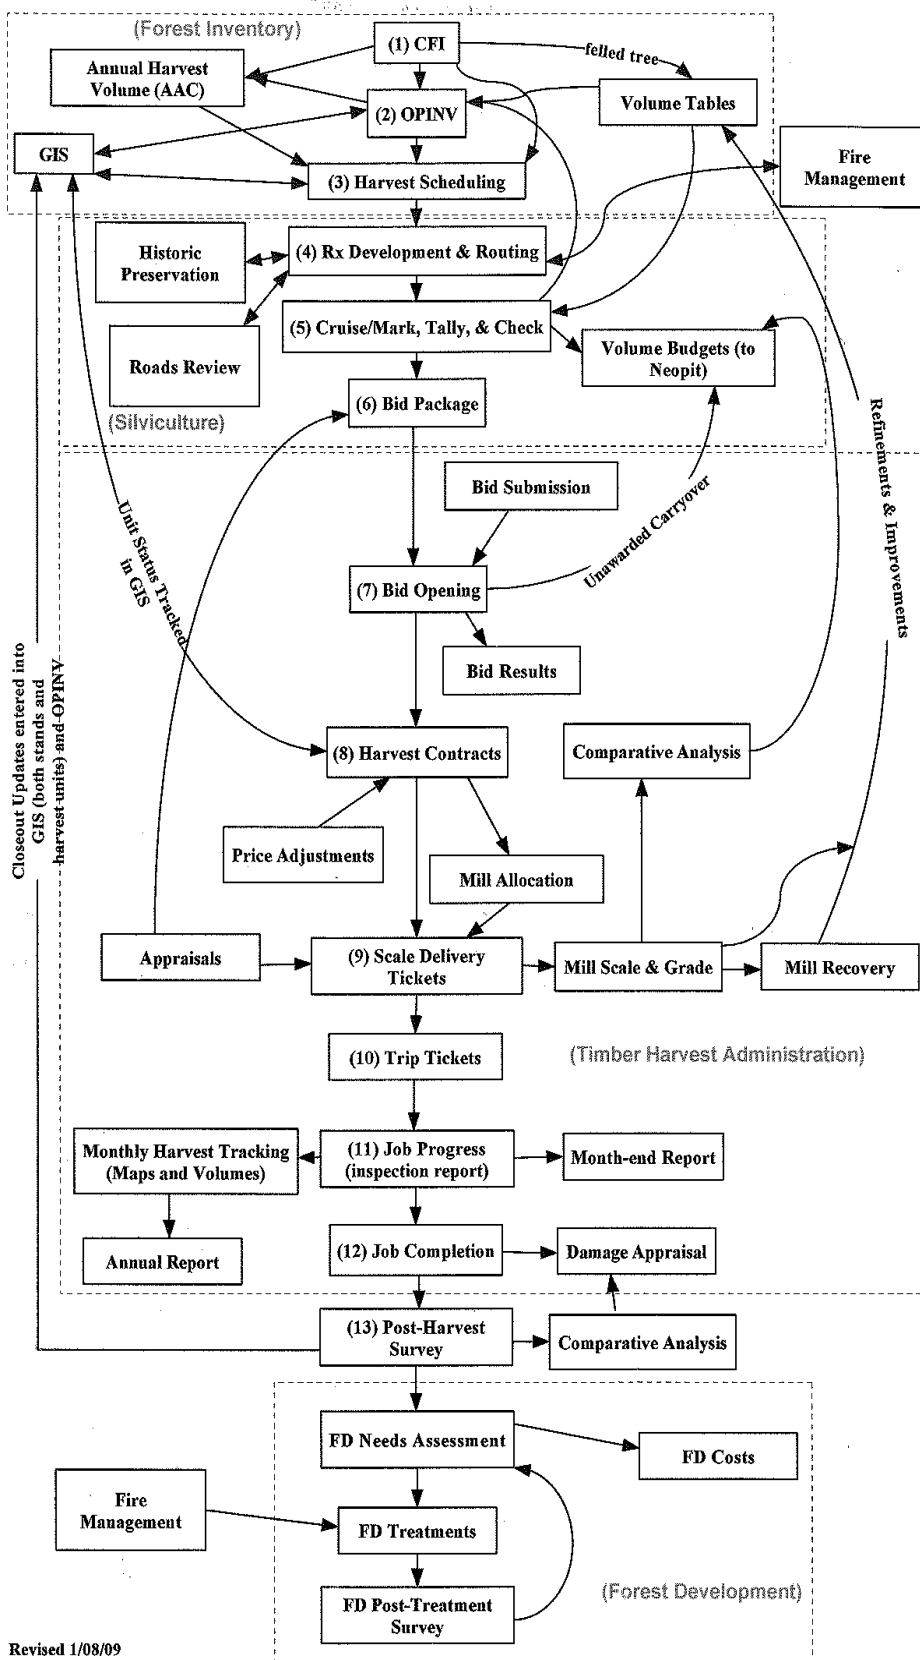 (Forest Inventory)
(1) CFI
felled tree
Annual Harvest
Volume (AAC)
Volume Tables
(2) OPINV
GIS
Fire
Management
(3) Harvest Scheduling
Historic
Preservation
(4) Rx Development & Routing
(5) Cruise/Mark, Tally, & Check
Volume Budgets (to
Neopit)
Roads Review
(6) Bid Package
(Silviculture)
Refinements & Improvements
Bid Submission
Unawarded Carryover
Unit Status Tracked
in GIS
(7) Bid Opening
Bid Results
Closeout Updates entered into
GIS (both stands and
harvest units) and OPINV
(8) Harvest Contracts
Comparative Analysis
Price Adjustments
Mill Allocation
Appraisals
(9) Scale Delivery
Tickets
Mill Scale & Grade
Mill Recovery
(10) Trip Tickets
(Timber Harvest Administration)
Monthly Harvest Tracking
(Maps and Volumes)
(11) Job Progress
(inspection report)
Month-end Report
Annual Report
(12) Job Completion
Damage Appraisal
(13) Post-Harvest
Survey
Comparative Analysis
FD Needs Assessment
FD Costs
Fire
Management
FD Treatments
FD Post-Treatment
Survey
(Forest Development)
Revised 1/08/09